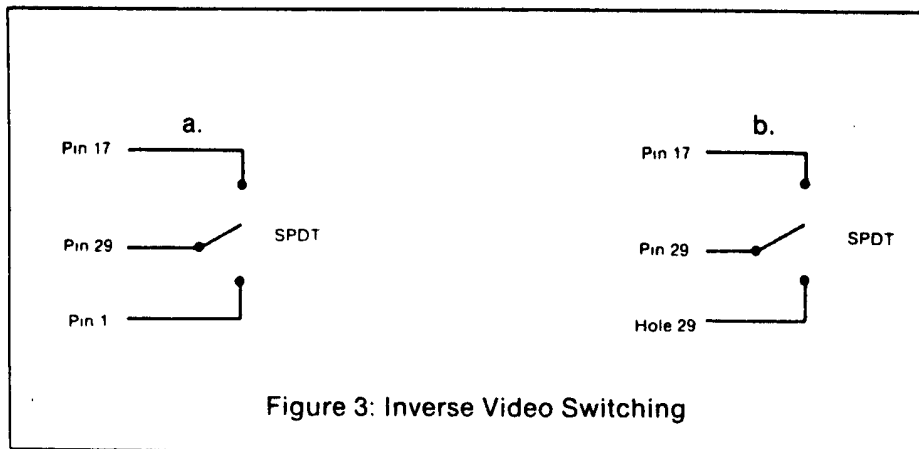 a.
Pin 17
Pin 29
SPDT
Pin 1
b.
Pin 17
Pin 29
SPDT
Hole 29
Figure 3: Inverse Video Switching